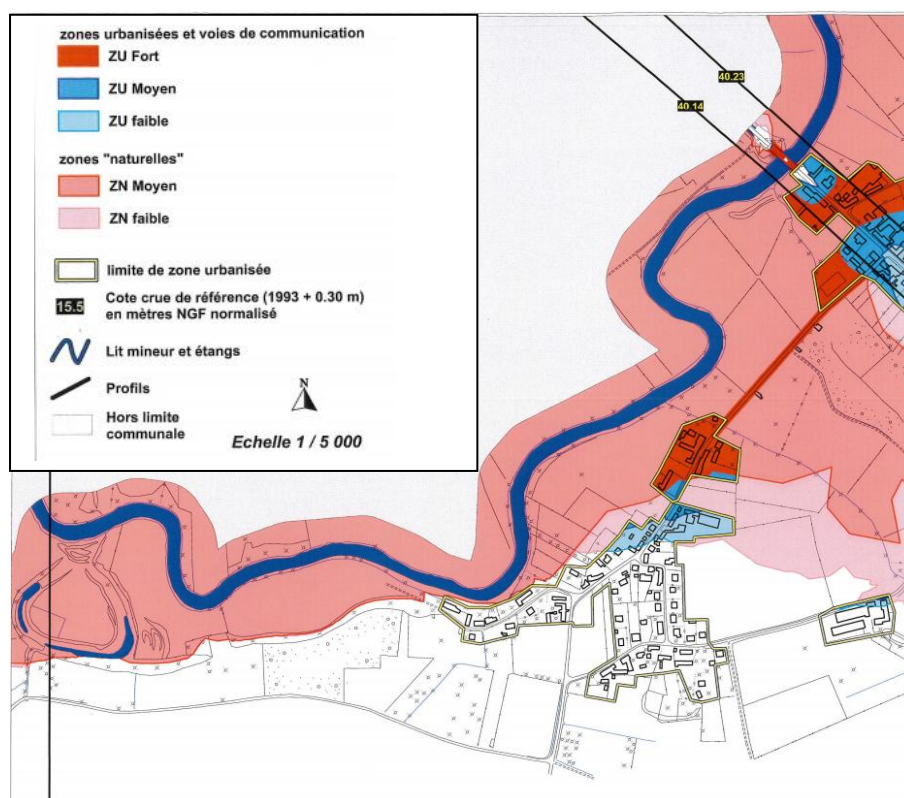 zones urbanisées et voies de communication
ZU Fort
ZU Moyen
ZU faible
zones "naturelles"
ZN Moyen
ZN faible
limite de zone urbanisée
15.5 Cote crue de référence (1993 + 0.30 m)
en mètres NGF normalisé
Lit mineur et étangs
Profils
N
Hors limite
communale
Echelle 1 / 5 000
40.23
40.14